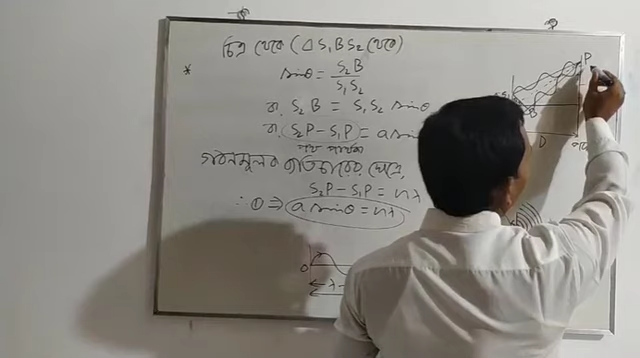 চিত্র থেকে (Δ S₁BS₂ থেকে)
* sinθ = S₂B / S₁S₂
বা, S₂B = S₁S₂ sinθ
বা, S₂P - S₁P = a sin
পথ পার্থক্য
গঠনমূলক ব্যতিচারের ক্ষেত্রে,
S₂P - S₁P = nλ
∴ ① ⇒ a sinθ = nλ
P
D
O
λ